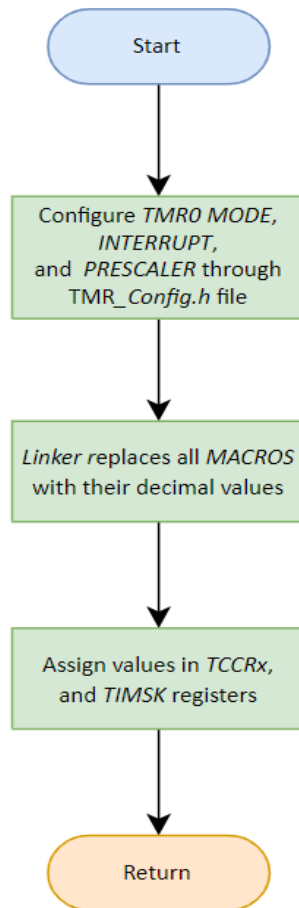 Start
Configure TMR0 MODE,
INTERRUPT,
and PRESCALER through
TMR_Config.h file
Linker replaces all MACROS
with their decimal values
Assign values in TCCRx,
and TIMSK registers
Return